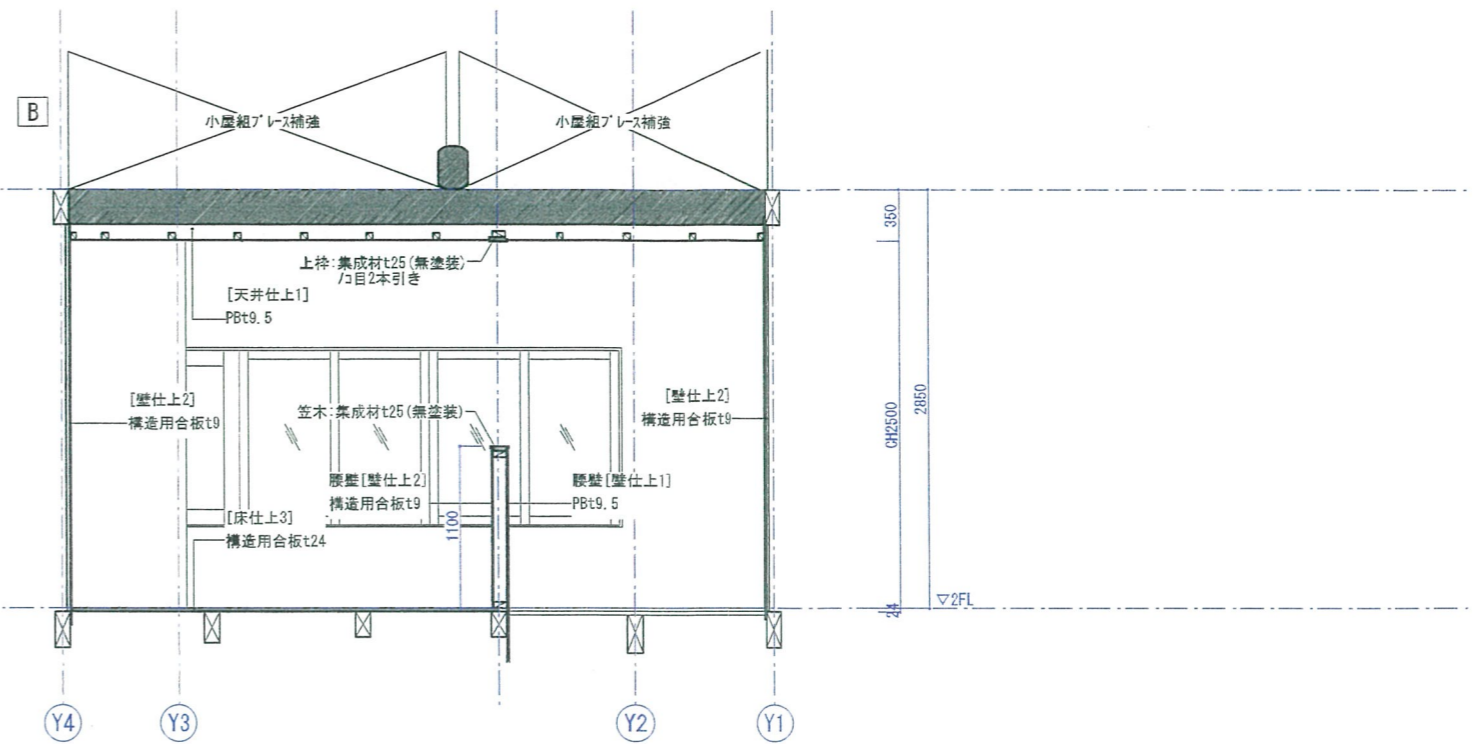 B
小屋組ブレース補強
小屋組ブレース補強
350
上枠:集成材t25(無塗装)
ノコ目2本引き
[天井仕上1]
PBt9.5
[壁仕上2]
構造用合板t9
笠木:集成材t25(無塗装)
[壁仕上2]
構造用合板t9
CH2500
2850
腰壁[壁仕上2]
構造用合板t9
腰壁[壁仕上1]
PBt9.5
1100
[床仕上3]
構造用合板t24
24
▽2FL
Y4
Y3
Y2
Y1